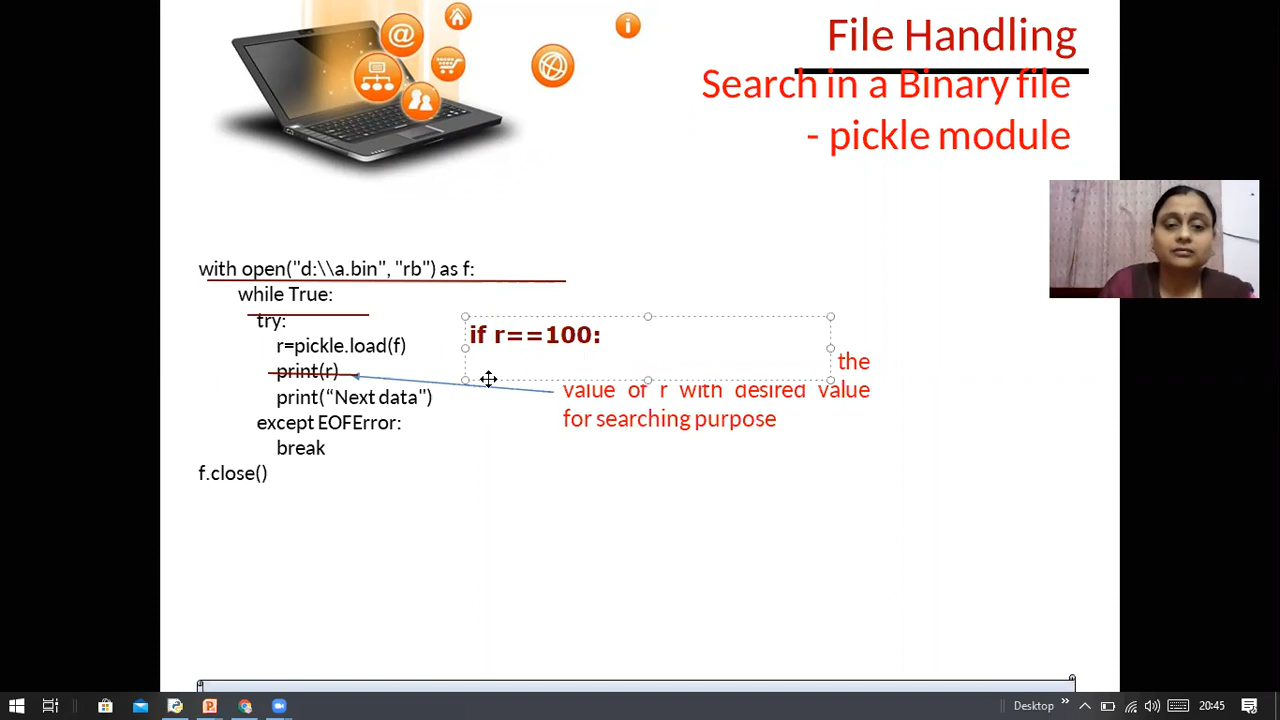 File Handling
Search in a Binary file
- pickle module
with open("d:\\a.bin", "rb") as f:
while True:
try:
r=pickle.load(f)
print(r)
print(“Next data")
except EOFError:
break
f.close()
if r==100:
the
value of r with desired value
for searching purpose
Desktop
20:45